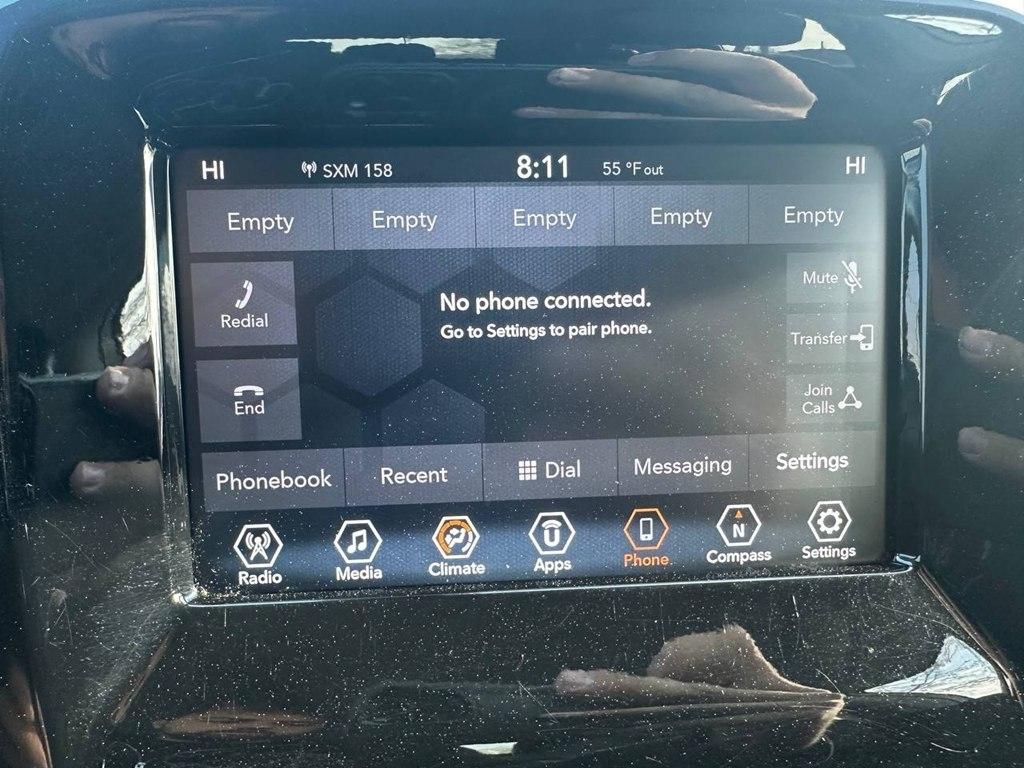 HI SXM 158 8:11 55 °F out HI
Empty Empty Empty Empty Empty
Redial
Mute
No phone connected.
Go to Settings to pair phone.
Transfer
End
Join
Calls
Phonebook Recent Dial Messaging Settings
Radio Media Climate Apps Phone N Compass Settings